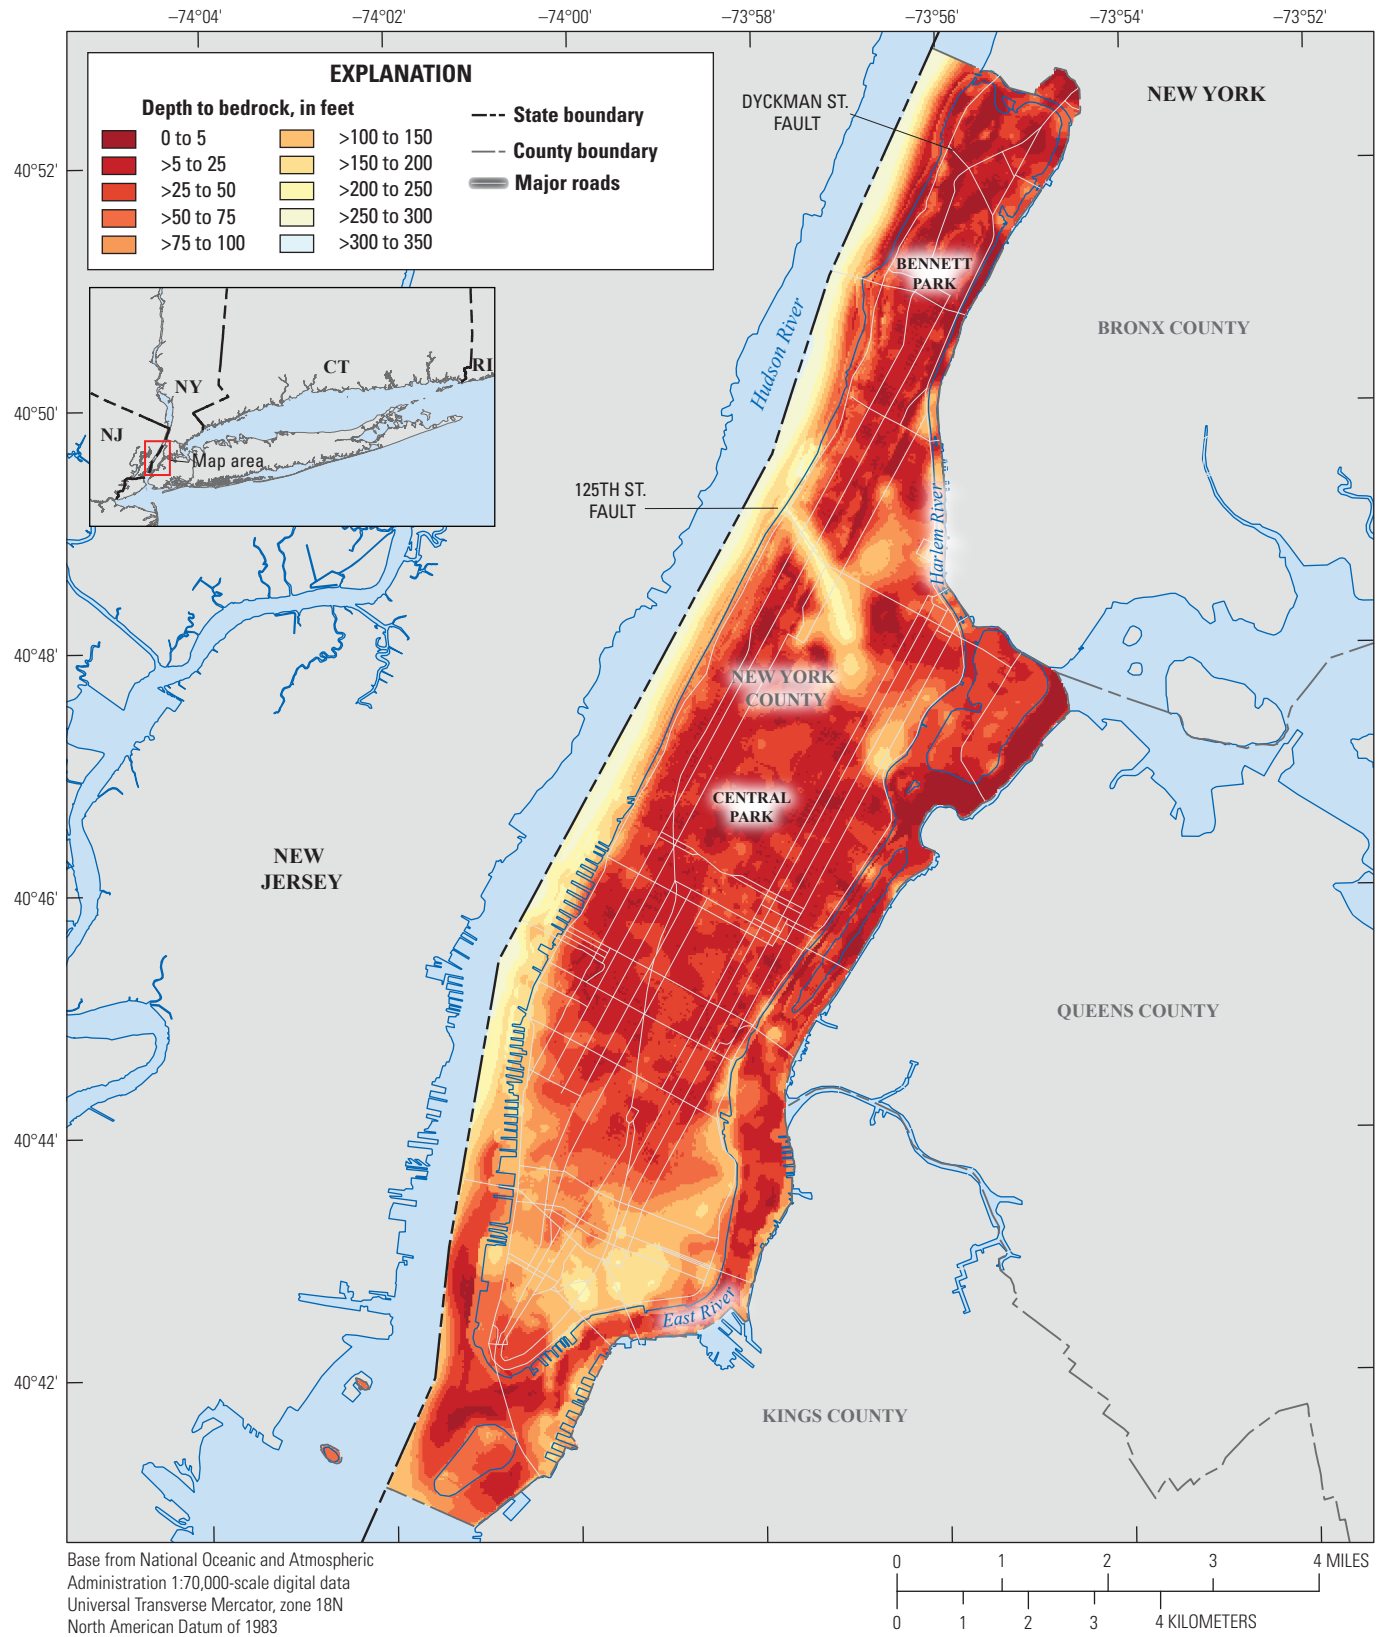 –74°04'
–74°02'
–74°00'
–73°58'
–73°56'
–73°54'
–73°52'
EXPLANATION
Depth to bedrock, in feet
0 to 5
>5 to 25
>25 to 50
>50 to 75
>75 to 100
>100 to 150
>150 to 200
>200 to 250
>250 to 300
>300 to 350
State boundary
County boundary
Major roads
DYCKMAN ST.
FAULT
NEW YORK
40°52'
BENNETT
PARK
Hudson River
BRONX COUNTY
CT
RI
NY
NJ
Map area
40°50'
125TH ST.
FAULT
Harlem River
40°48'
NEW YORK
COUNTY
CENTRAL
PARK
NEW
JERSEY
40°46'
QUEENS COUNTY
40°44'
East River
40°42'
KINGS COUNTY
Base from National Oceanic and Atmospheric
Administration 1:70,000-scale digital data
Universal Transverse Mercator, zone 18N
North American Datum of 1983
0 1 2 3 4 MILES
0 1 2 3 4 KILOMETERS